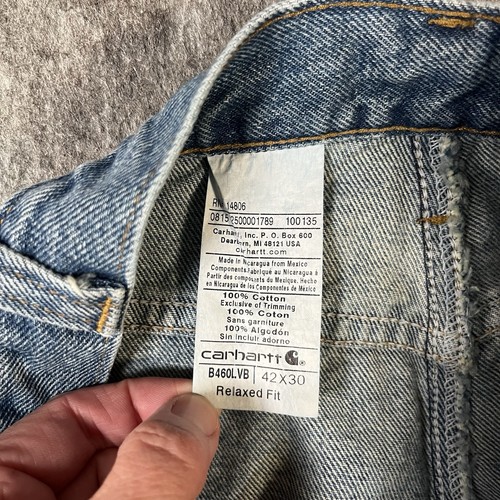 RN 14806
0815 2500001789 100135
Carhartt, Inc. P. O. Box 600
Dearborn, MI 48121 USA
carhartt.com
Made in Nicaragua from Mexico
Components Fabriqué au Nicaragua à
Partir des composants du Mexique, Hecho
en Nicaragua de los Componentes de México
100% Cotton
Exclusive of Trimming
100% Coton
Sans garniture
100% Algodón
Sin incluir adorno
carhartt
B460LVB 42X30
Relaxed Fit